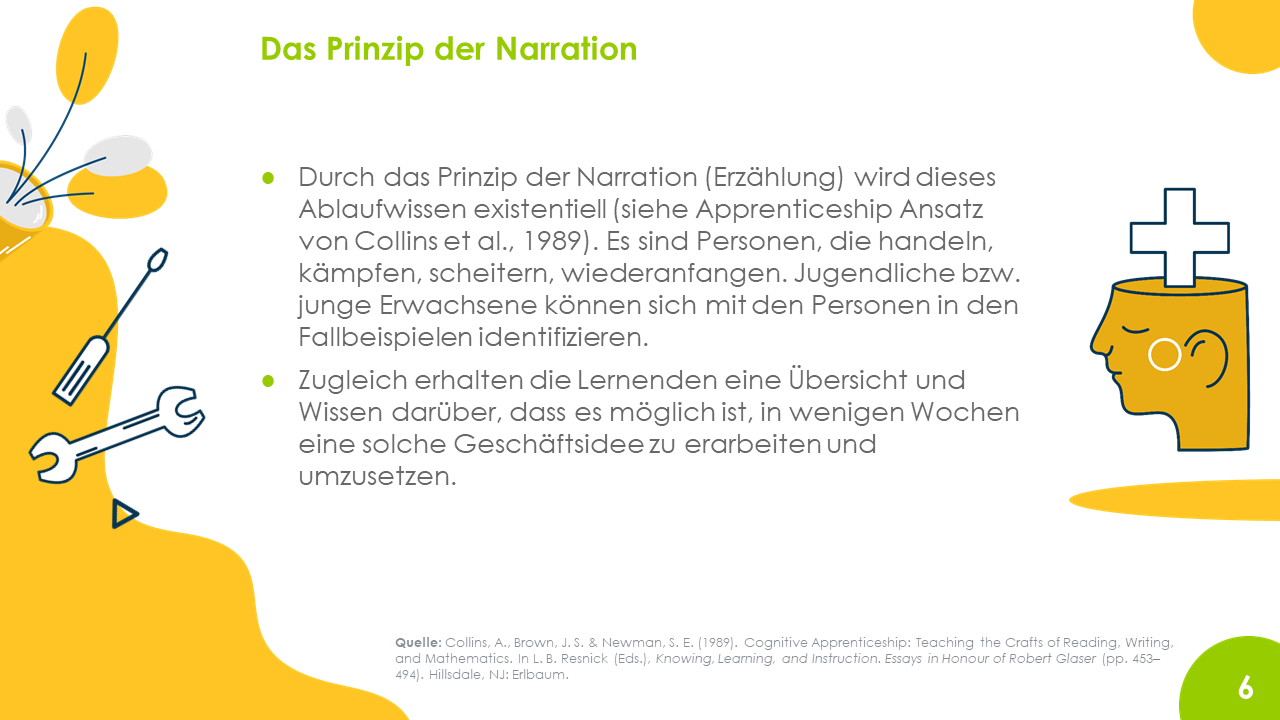 Das Prinzip der Narration
● Durch das Prinzip der Narration (Erzählung) wird dieses
Ablaufwissen existentiell (siehe Apprenticeship Ansatz
von Collins et al., 1989). Es sind Personen, die handeln,
kämpfen, scheitern, wiederanfangen. Jugendliche bzw.
junge Erwachsene können sich mit den Personen in den
Fallbeispielen identifizieren.
● Zugleich erhalten die Lernenden eine Übersicht und
Wissen darüber, dass es möglich ist, in wenigen Wochen
eine solche Geschäftsidee zu erarbeiten und
umzusetzen.
Quelle: Collins, A., Brown, J. S. & Newman, S. E. (1989). Cognitive Apprenticeship: Teaching the Crafts of Reading, Writing,
and Mathematics. In L. B. Resnick (Eds.), Knowing, Learning, and Instruction. Essays in Honour of Robert Glaser (pp. 453–
494). Hillsdale, NJ: Erlbaum.
6